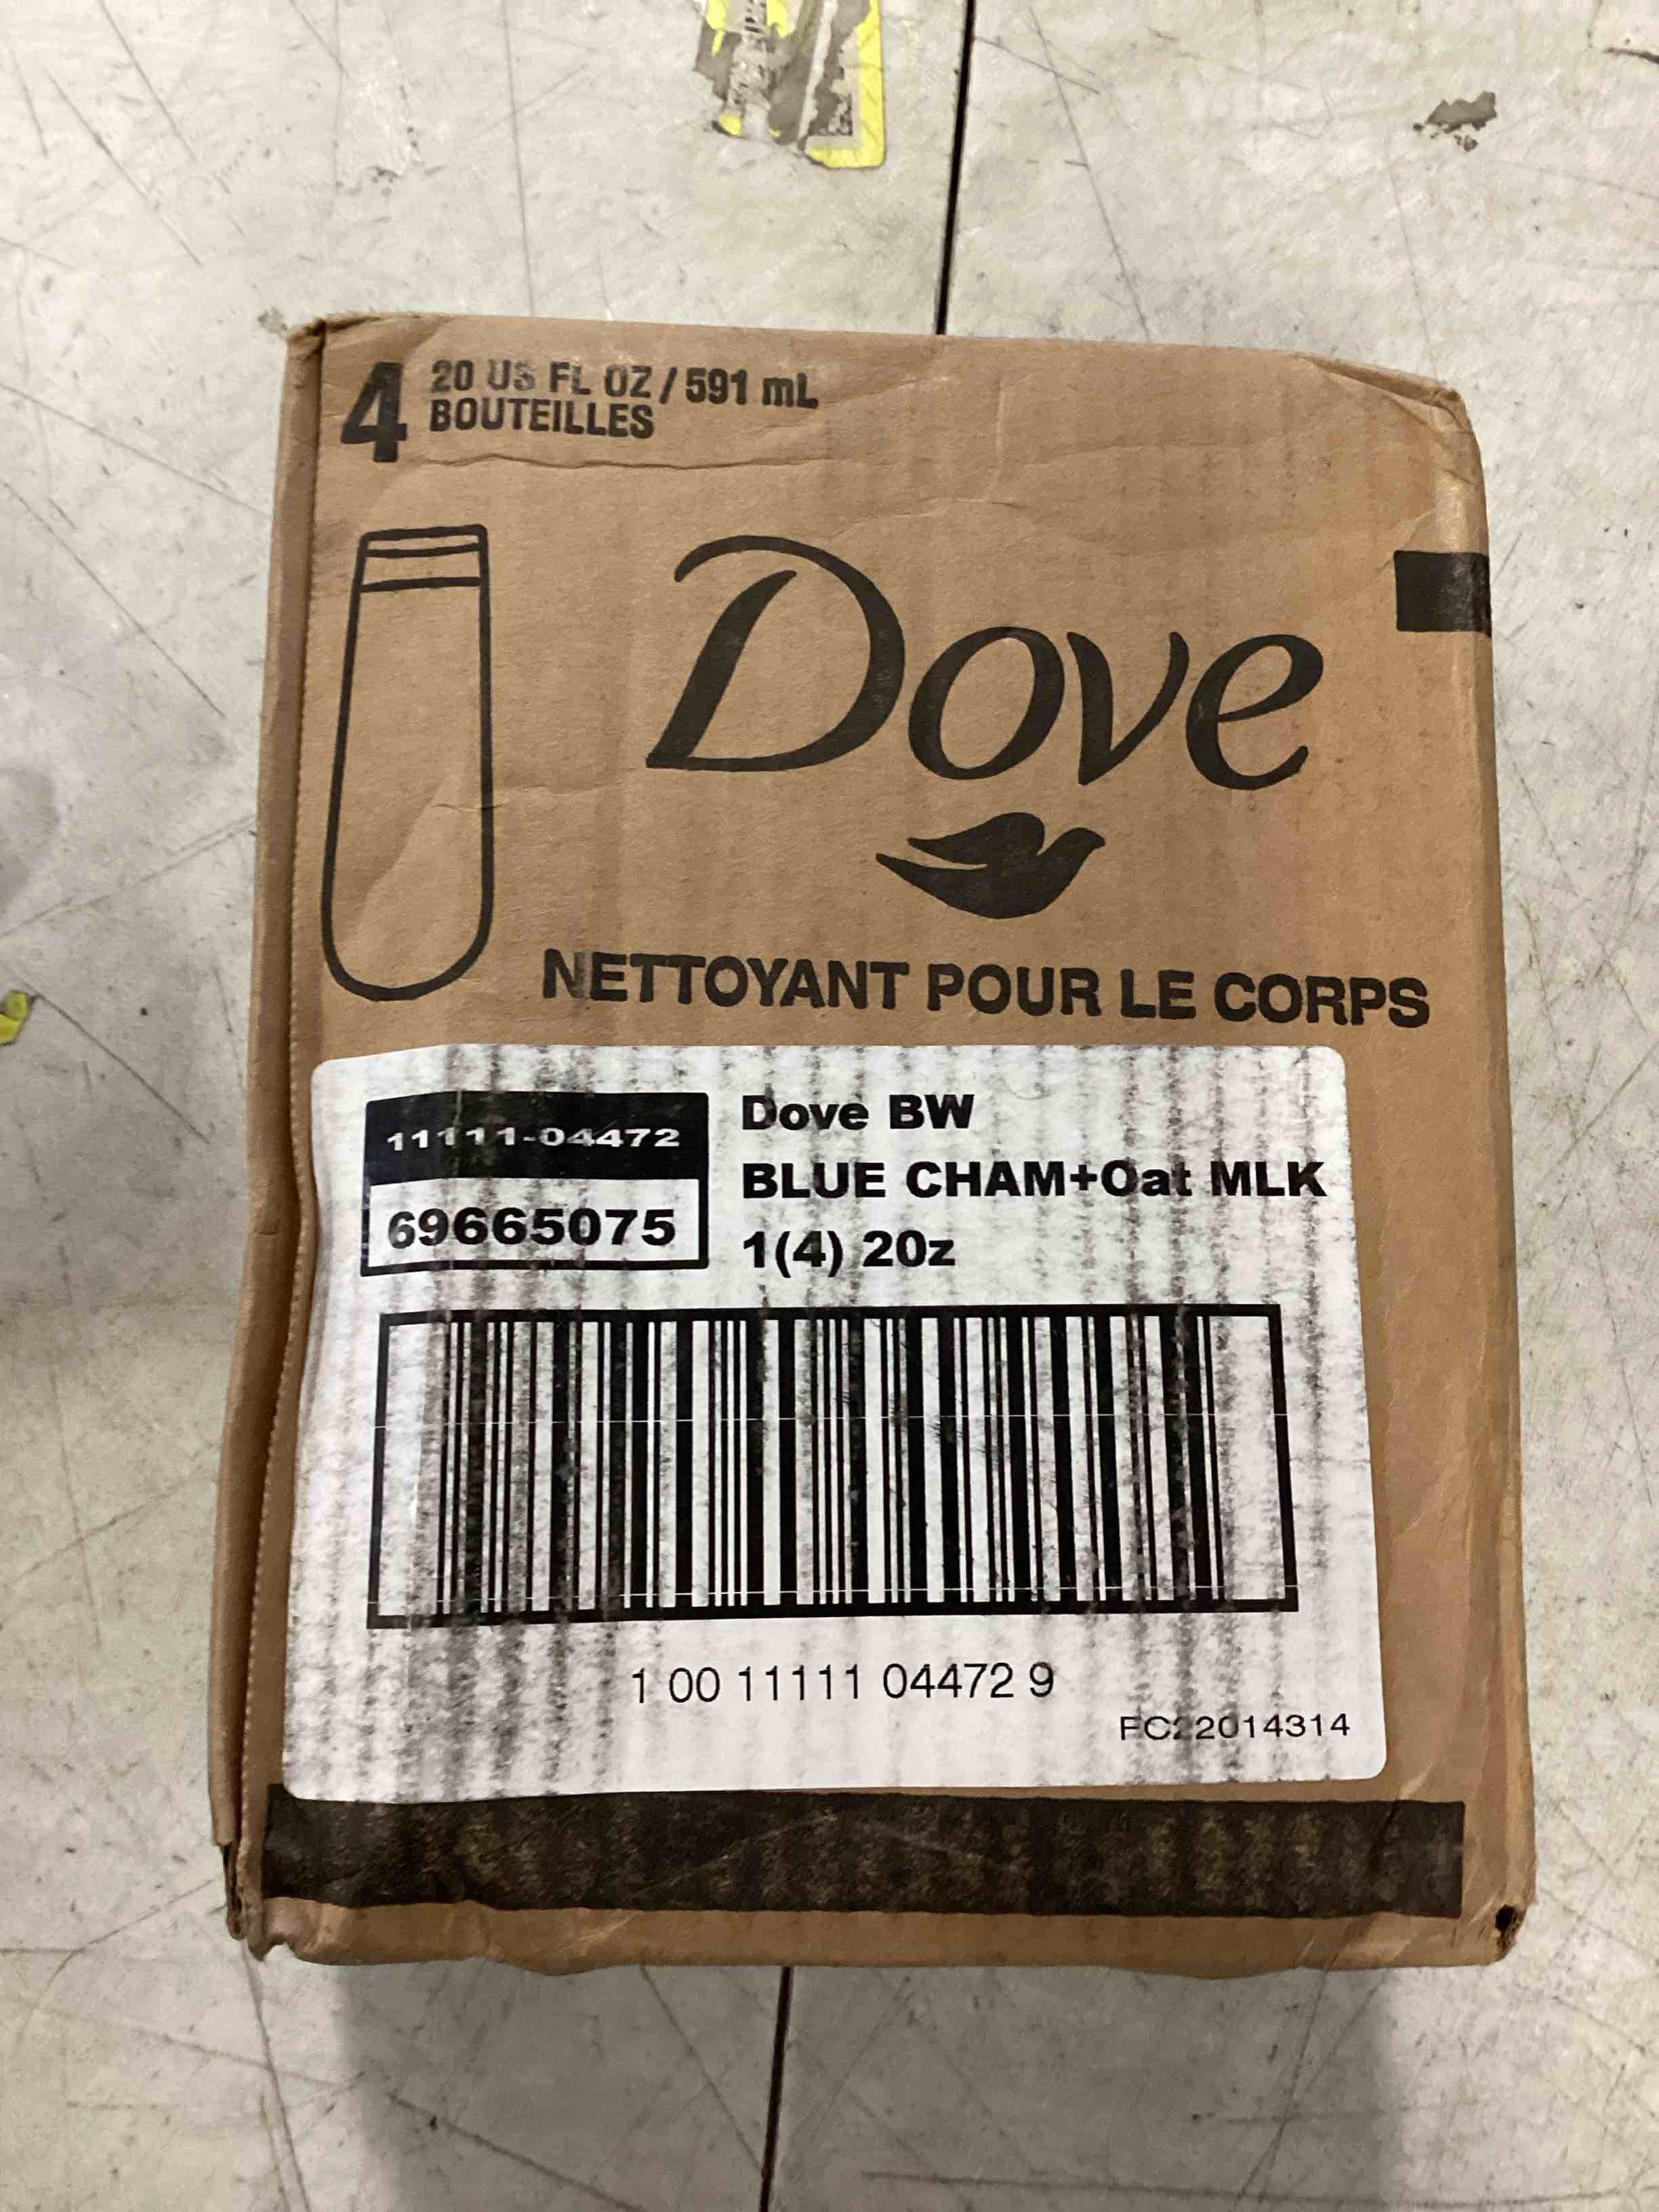 4
20 US FL OZ / 591 mL
BOUTEILLES
Dove
NETTOYANT POUR LE CORPS
11111-04472
69665075
Dove BW
BLUE CHAM+Oat MLK
1(4) 20z
1 00 11111 04472 9
FC22014314